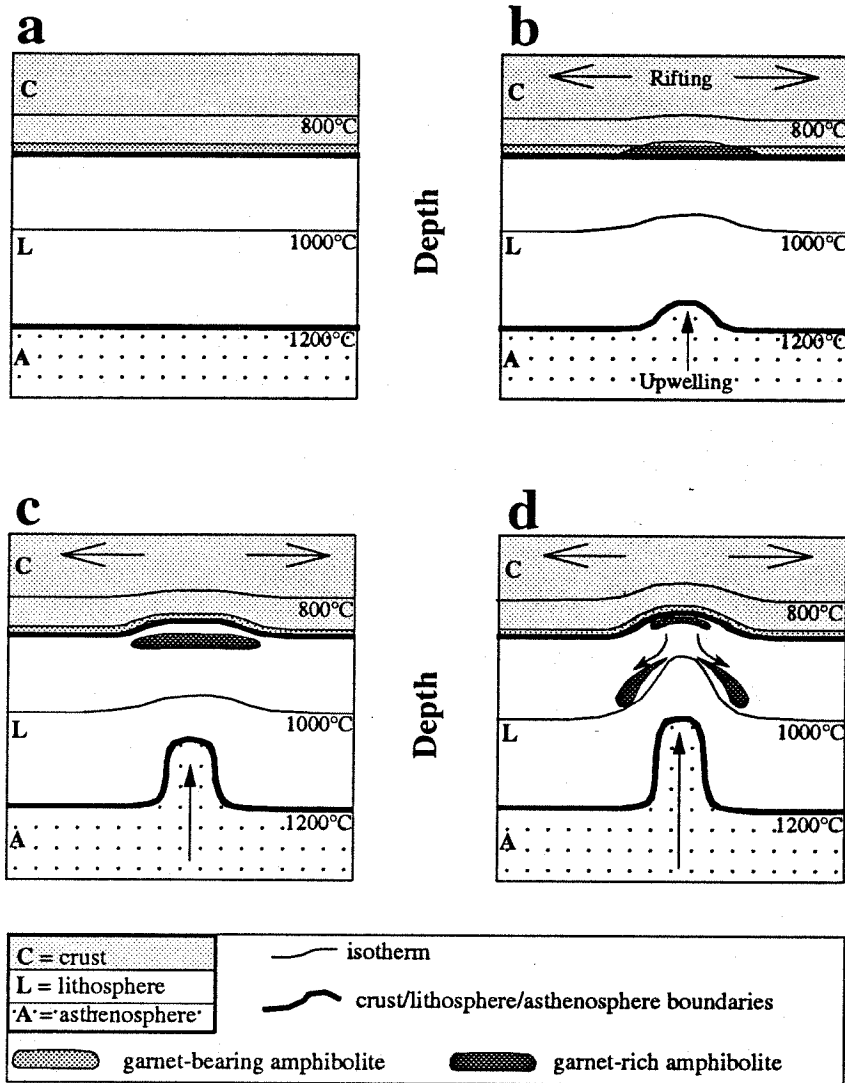 a
C
800°C
L
1000°C
1200°C
A
Depth
b
Rifting
C
800°C
L
1000°C
1200°C
A
Upwelling
c
C
800°C
L
1000°C
1200°C
A
Depth
d
C
800°C
L
1000°C
1200°C
A
C = crust
L = lithosphere
A = asthenosphere
isotherm
crust/lithosphere/asthenosphere boundaries
garnet-bearing amphibolite
garnet-rich amphibolite